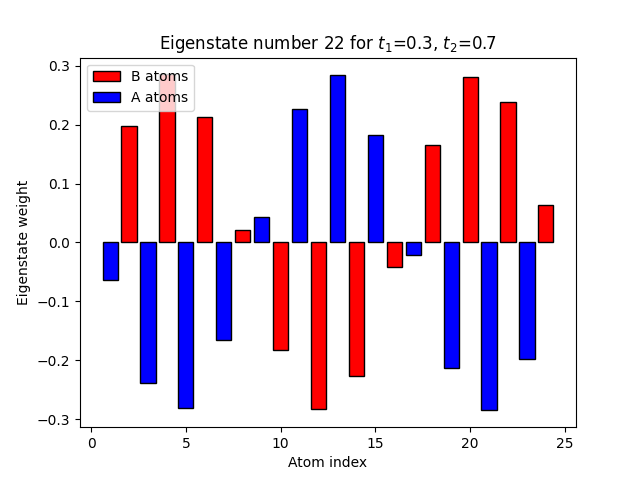 Eigenstate number 22 for t₁=0.3, t₂=0.7
B atoms
A atoms
Eigenstate weight
0.3
0.2
0.1
0.0
−0.1
−0.2
−0.3
0
5
10
15
20
25
Atom index